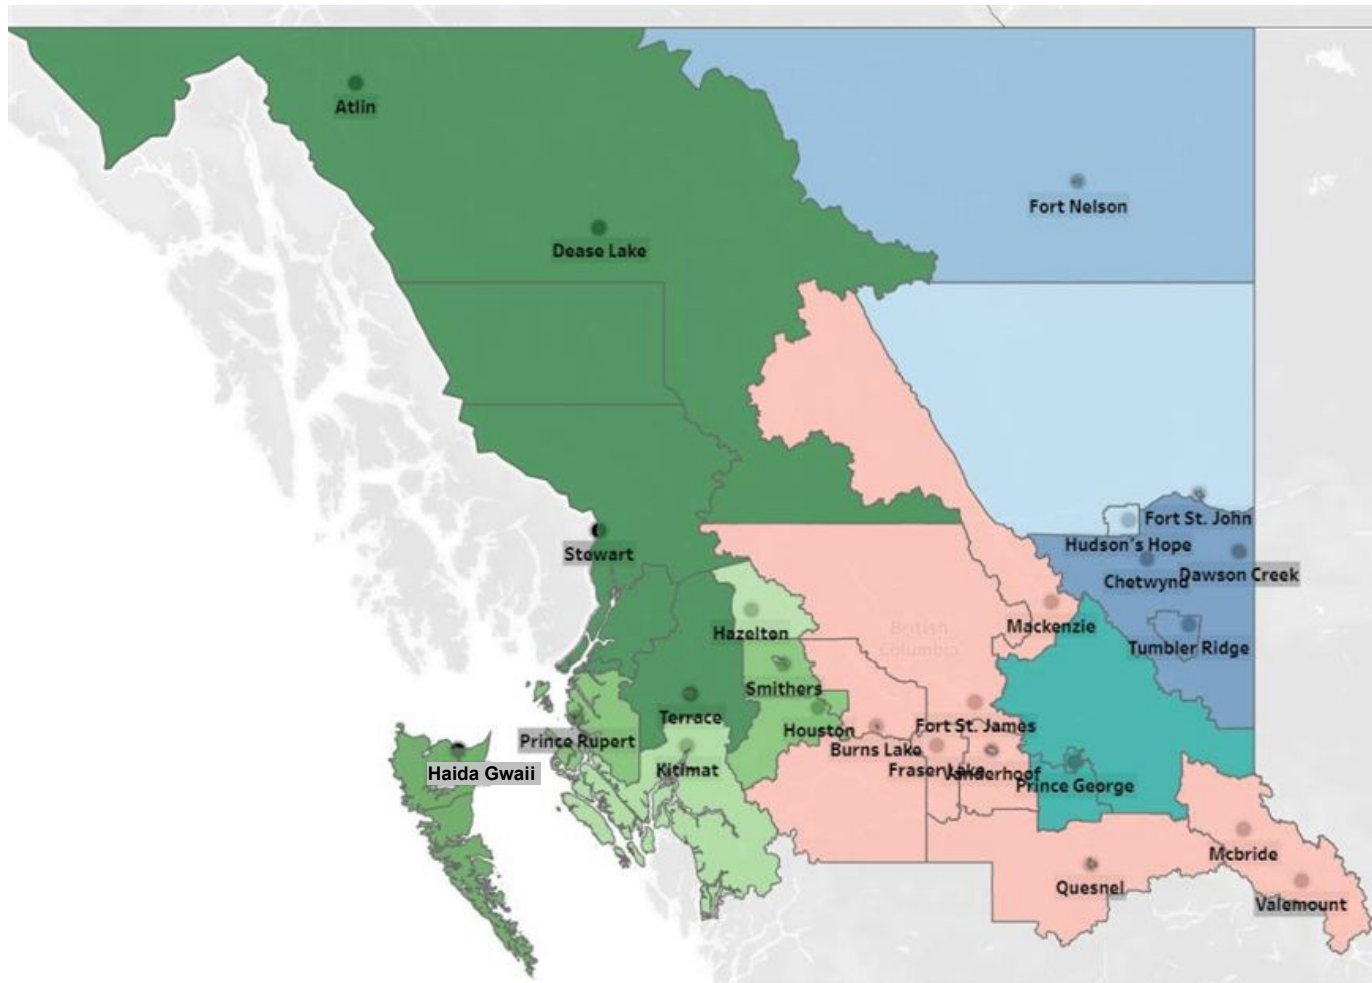 Atlin
Fort Nelson
Dease Lake
Fort St. John
Hudson's Hope
Stewart
Dawson Creek
Chetwynd
Hazelton
British
Columbia
Mackenzie
Tumbler Ridge
Smithers
Terrace
Fort St. James
Houston
Prince Rupert
Burns Lake
Kitimat
Fraser Lake
Vanderhoof
Haida Gwaii
Prince George
Mcbride
Quesnel
Valemount